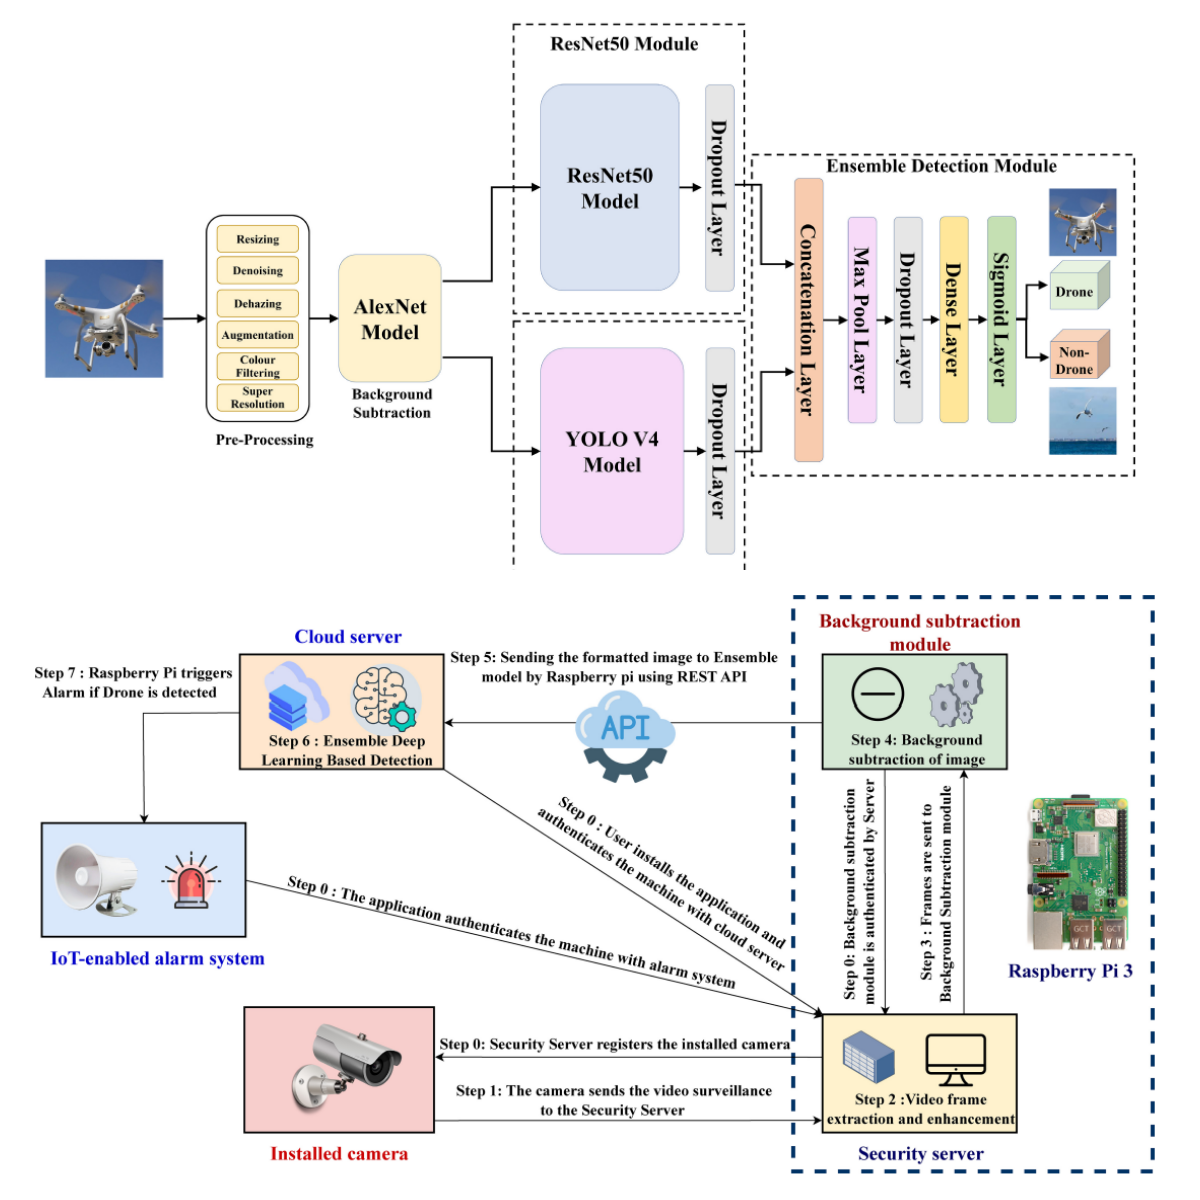 ResNet50 Module
ResNet50
Model
Dropout Layer
Ensemble Detection Module
Resizing
Denoising
Dehazing
Augmentation
Colour
Filtering
Super
Resolution
Pre-Processing
AlexNet
Model
Background
Subtraction
YOLO V4
Model
Dropout Layer
Concatenation Layer
Max Pool Layer
Dropout Layer
Dense Layer
Sigmoid Layer
Drone
Non-
Drone
Cloud server
Step 7 : Raspberry Pi triggers
Alarm if Drone is detected
Step 6 : Ensemble Deep
Learning Based Detection
Step 5: Sending the formatted image to Ensemble
model by Raspberry pi using REST API
API
Background subtraction
module
Step 4: Background
subtraction of image
Step 0 : User installs the application and
authenticates the machine with cloud server
Step 0: Background subtraction
module is authenticated by Server
Step 3 : Frames are sent to
Background Subtraction module
GCT
GCT
Raspberry Pi 3
IoT-enabled alarm system
Step 0 : The application authenticates the machine with alarm system
Step 0: Security Server registers the installed camera
Step 1: The camera sends the video surveillance
to the Security Server
Installed camera
Step 2 :Video frame
extraction and enhancement
Security server